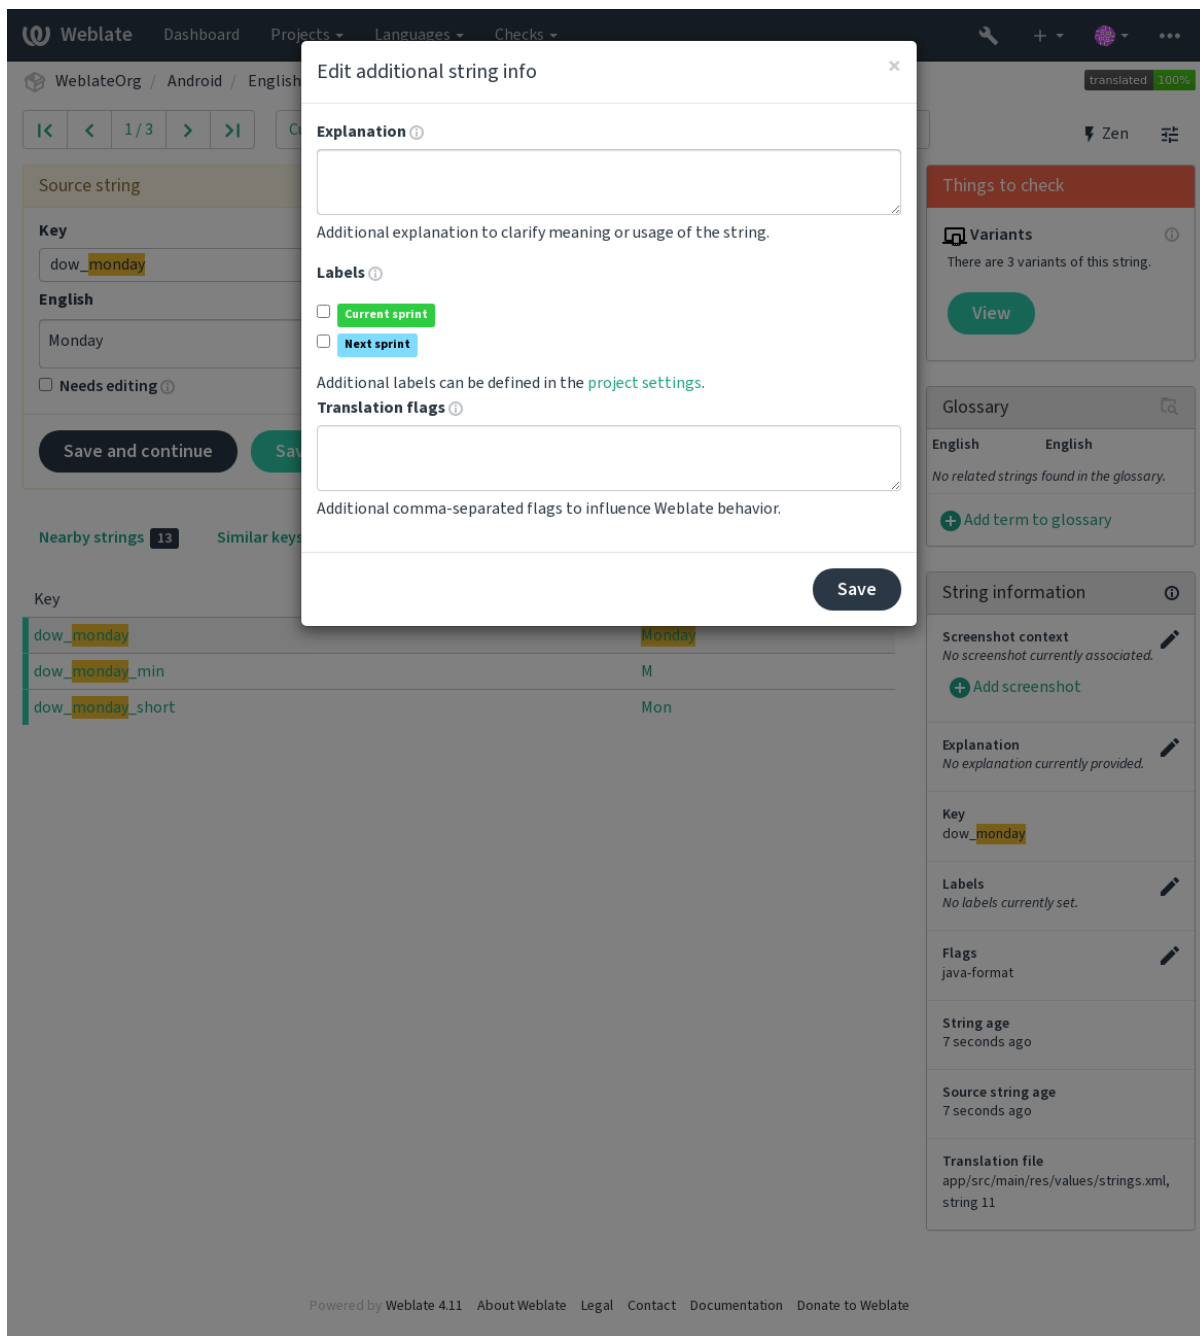 Weblate Dashboard Projects Languages Checks
WeblateOrg / Android / English
translated 100%
1 / 3
Zen
Edit additional string info
×
Explanation
Additional explanation to clarify meaning or usage of the string.
Labels
Current sprint
Next sprint
Additional labels can be defined in the project settings.
Translation flags
Additional comma-separated flags to influence Weblate behavior.
Save
Source string
Key
dow_monday
English
Monday
Needs editing
Save and continue
Nearby strings 13 Similar keys
Key
dow_monday Monday
dow_monday_min M
dow_monday_short Mon
Things to check
Variants
There are 3 variants of this string.
View
Glossary
English English
No related strings found in the glossary.
Add term to glossary
String information
Screenshot context
No screenshot currently associated.
Add screenshot
Explanation
No explanation currently provided.
Key
dow_monday
Labels
No labels currently set.
Flags
java-format
String age
7 seconds ago
Source string age
7 seconds ago
Translation file
app/src/main/res/values/strings.xml,
string 11
Powered by Weblate 4.11 About Weblate Legal Contact Documentation Donate to Weblate